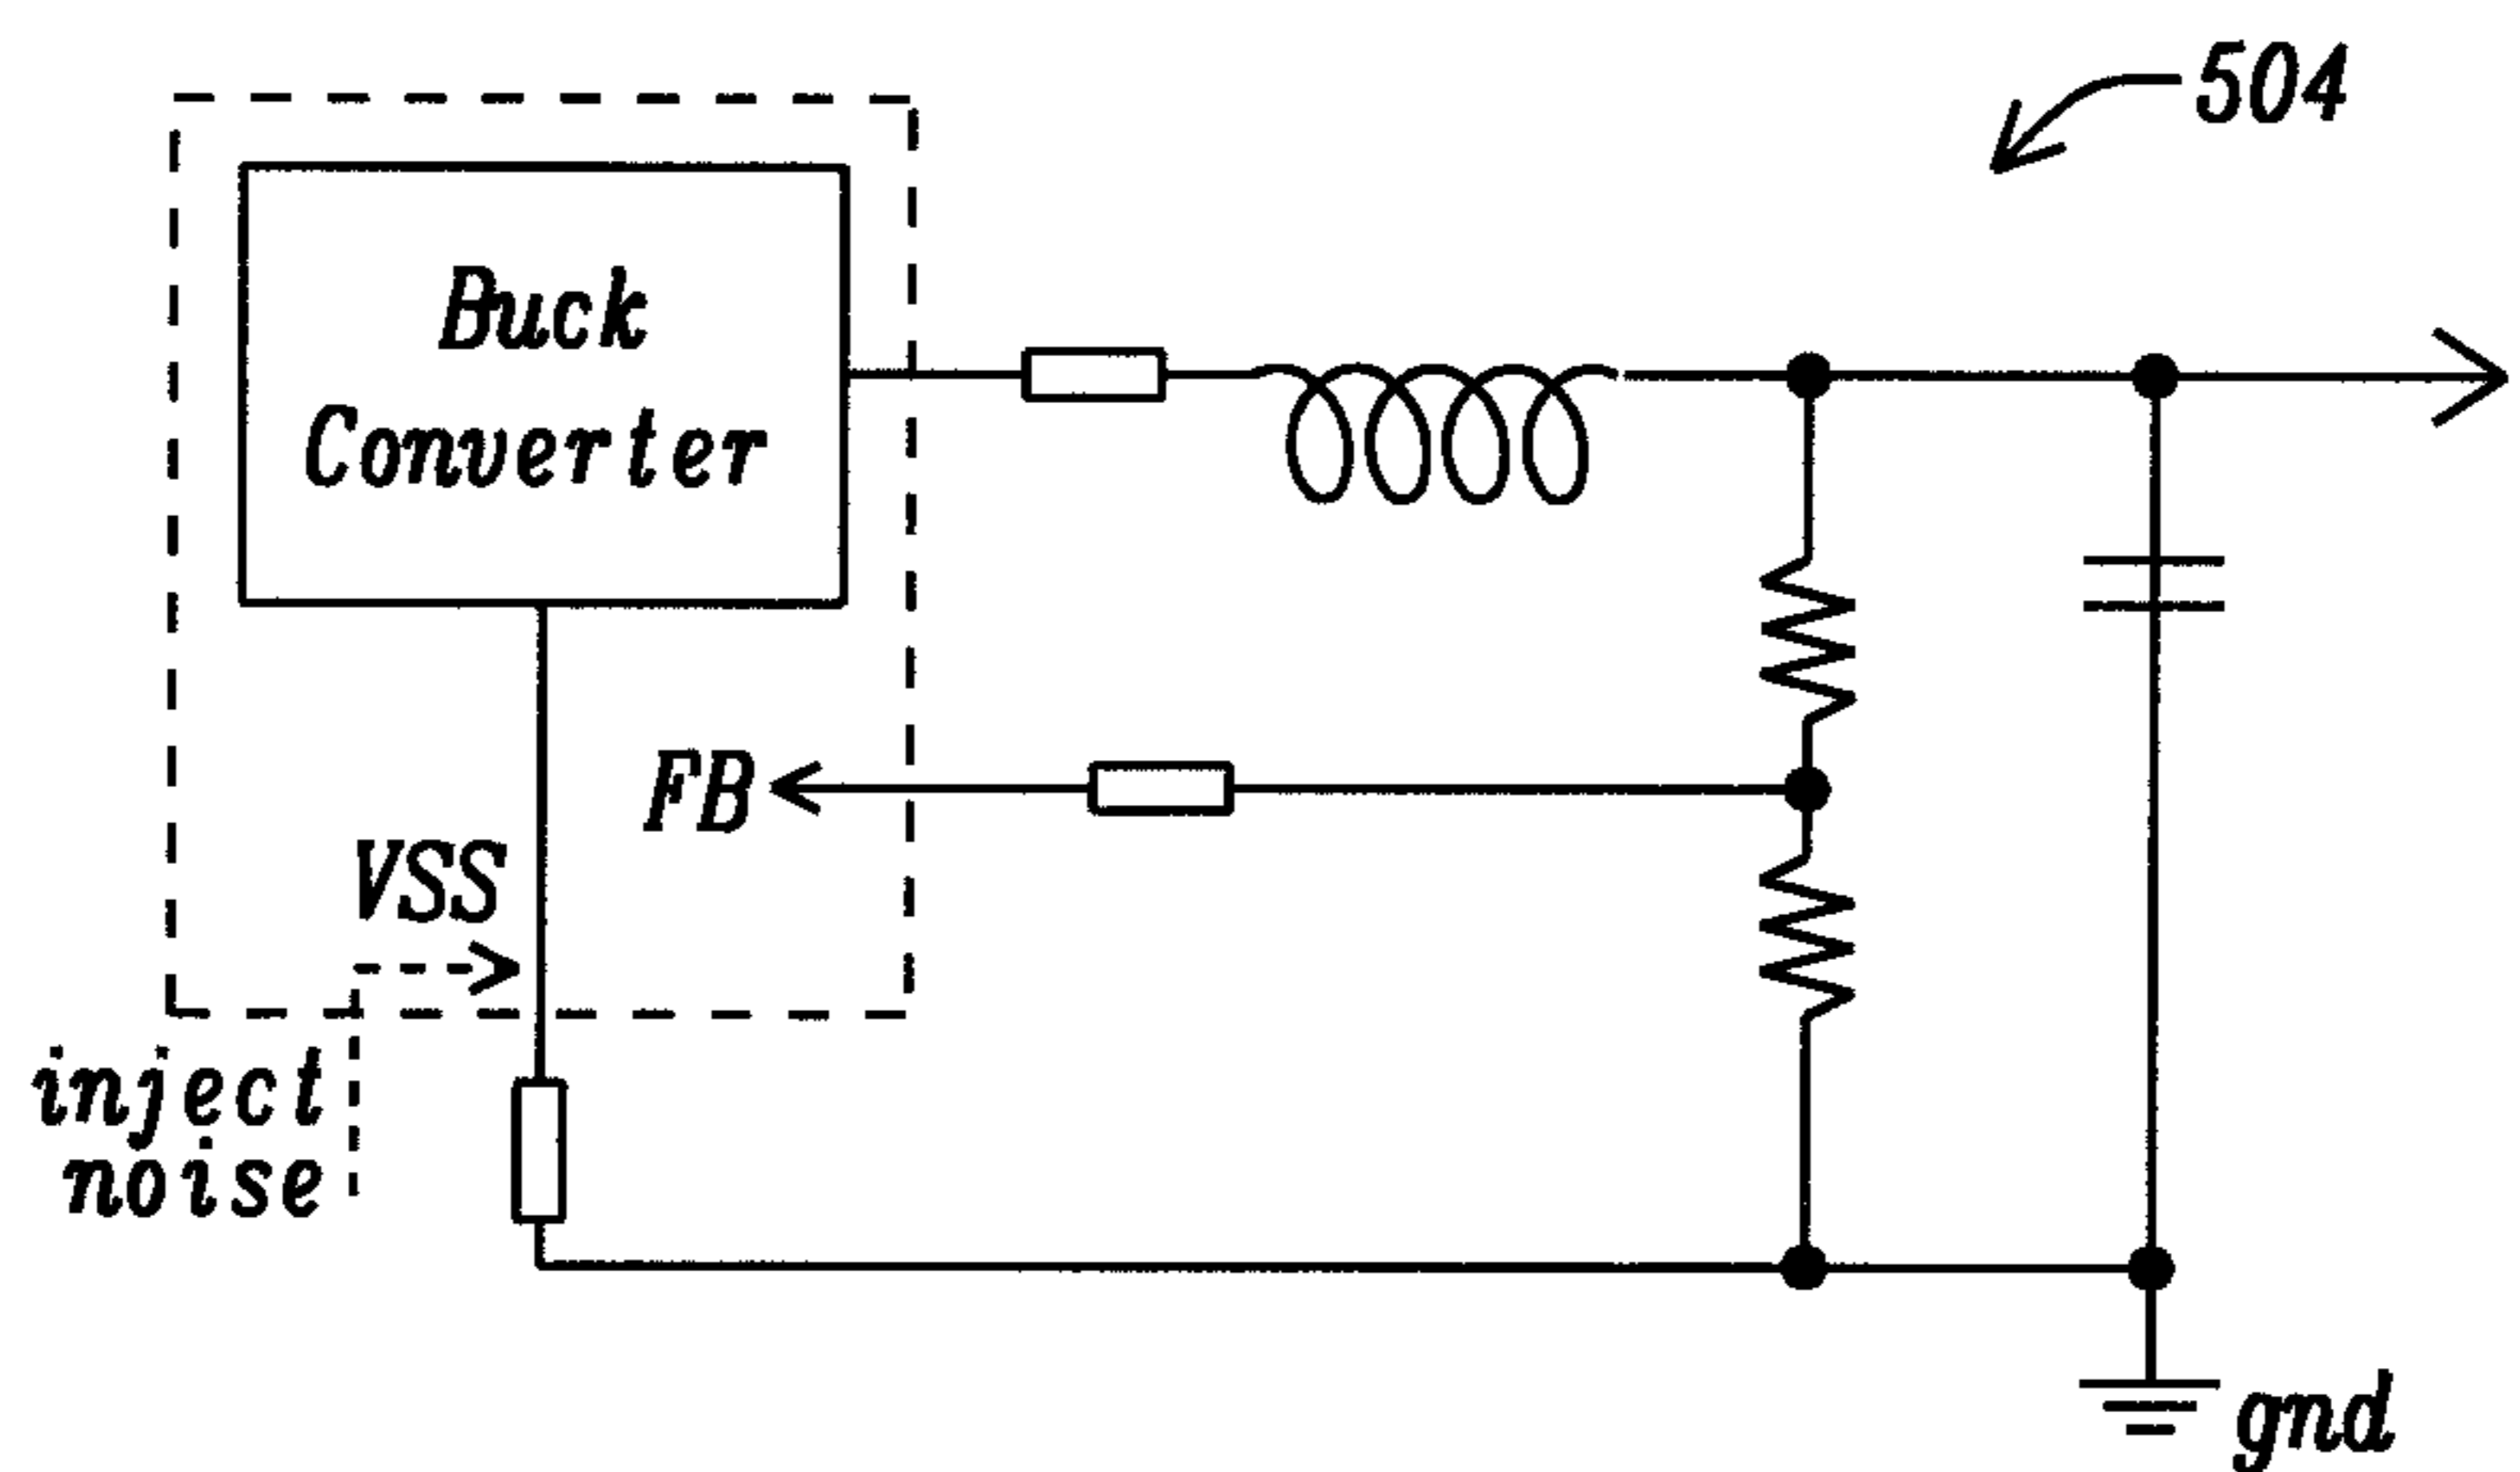 504
Buck
Converter
FB
VSS
inject
noise
gnd